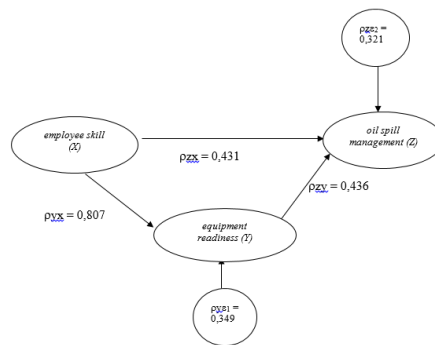 ρzε₂ =
0,321
employee skill
(X)
oil spill
management (Z)
ρzx = 0,431
ρzy = 0,436
ρyx = 0,807
equipment
readiness (Y)
ρyε₁ =
0,349